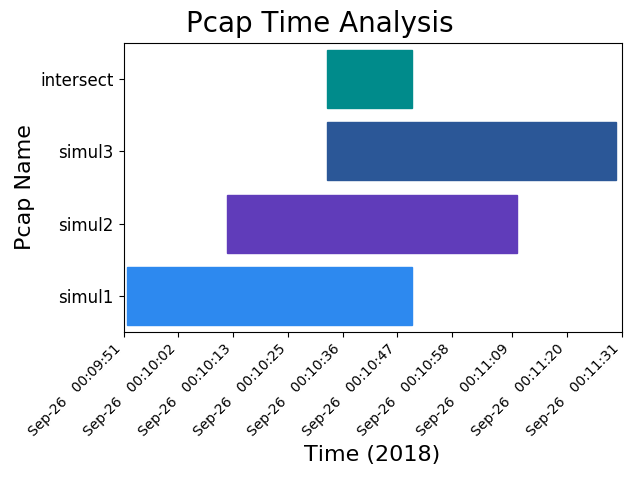 Pcap Time Analysis
Pcap Name
intersect
simul3
simul2
simul1
Sep-26 00:09:51
Sep-26 00:10:02
Sep-26 00:10:13
Sep-26 00:10:25
Sep-26 00:10:36
Sep-26 00:10:47
Sep-26 00:10:58
Sep-26 00:11:09
Sep-26 00:11:20
Sep-26 00:11:31
Time (2018)